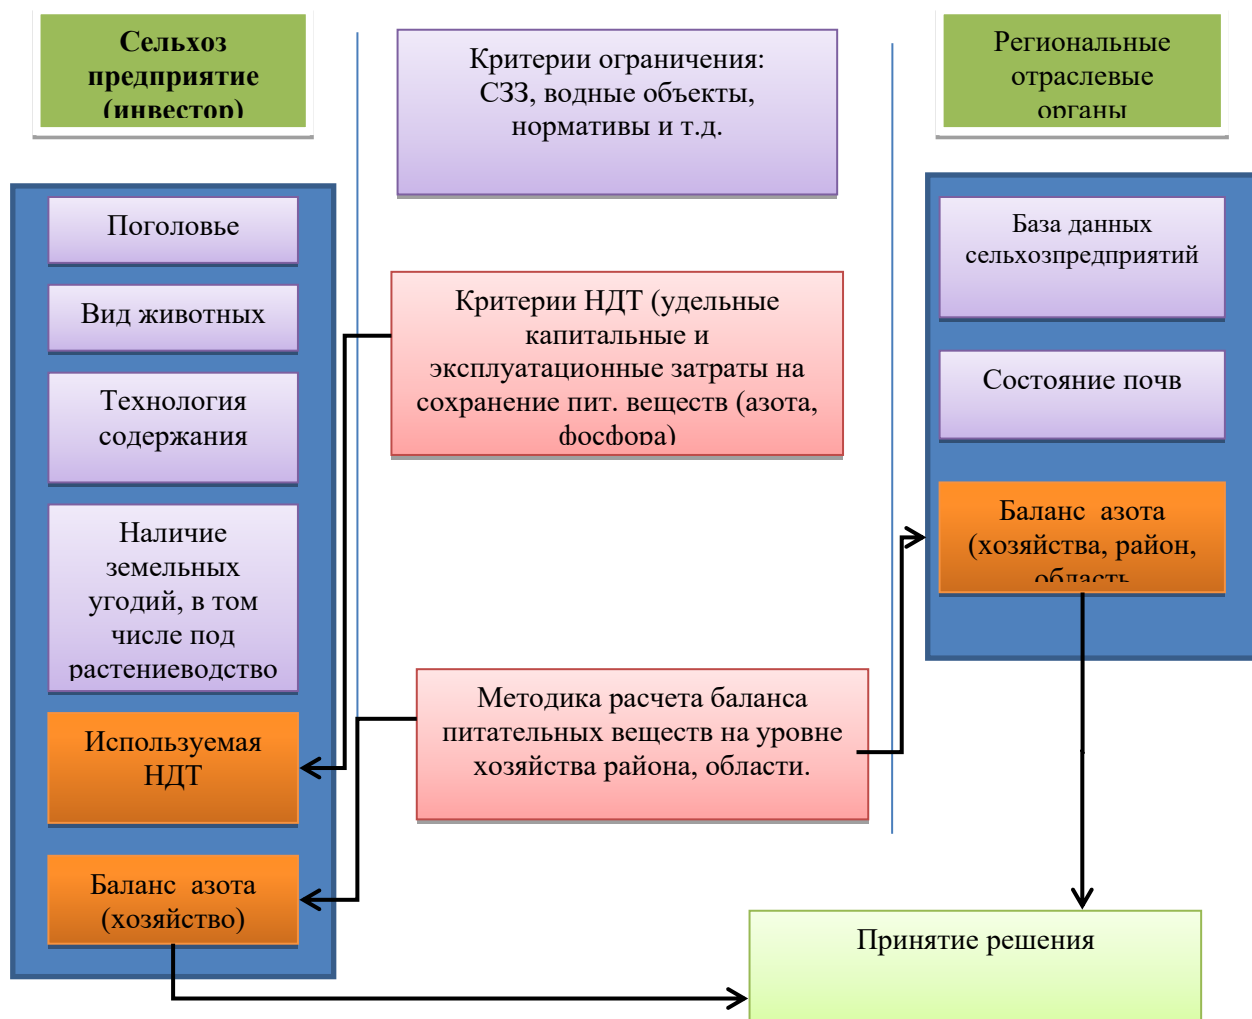 Сельхоз
предприятие
(инвестор)
Критерии ограничения:
СЗЗ, водные объекты,
нормативы и т.д.
Региональные
отраслевые
органы
Поголовье
Вид животных
Технология
содержания
Наличие
земельных
угодий, в том
числе под
растениеводство
Используемая
НДТ
Баланс азота
(хозяйство)
Критерии НДТ (удельные
капитальные и
эксплуатационные затраты на
сохранение пит. веществ (азота,
фосфора)
Методика расчета баланса
питательных веществ на уровне
хозяйства района, области.
База данных
сельхозпредприятий
Состояние почв
Баланс азота
(хозяйства, район,
область
Принятие решения